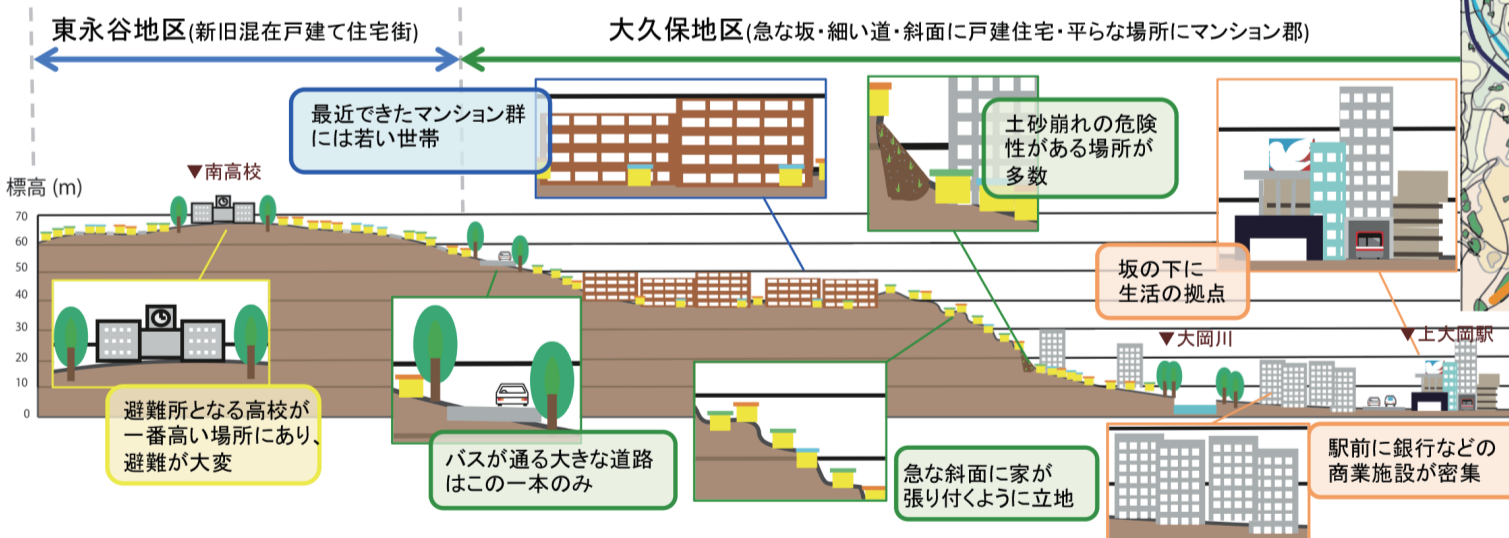 東永谷地区(新旧混在戸建て住宅街)
大久保地区(急な坂・細い道・斜面に戸建住宅・平らな場所にマンション郡)
最近できたマンション群
には若い世帯
土砂崩れの危険
性がある場所が
多数
▼南高校
標高 (m)
70
60
50
40
30
20
10
0
坂の下に
生活の拠点
▼大岡川
▼上大岡駅
避難所となる高校が
一番高い場所にあり、
避難が大変
バスが通る大きな道路
はこの一本のみ
急な斜面に家が
張り付くように立地
駅前に銀行などの
商業施設が密集